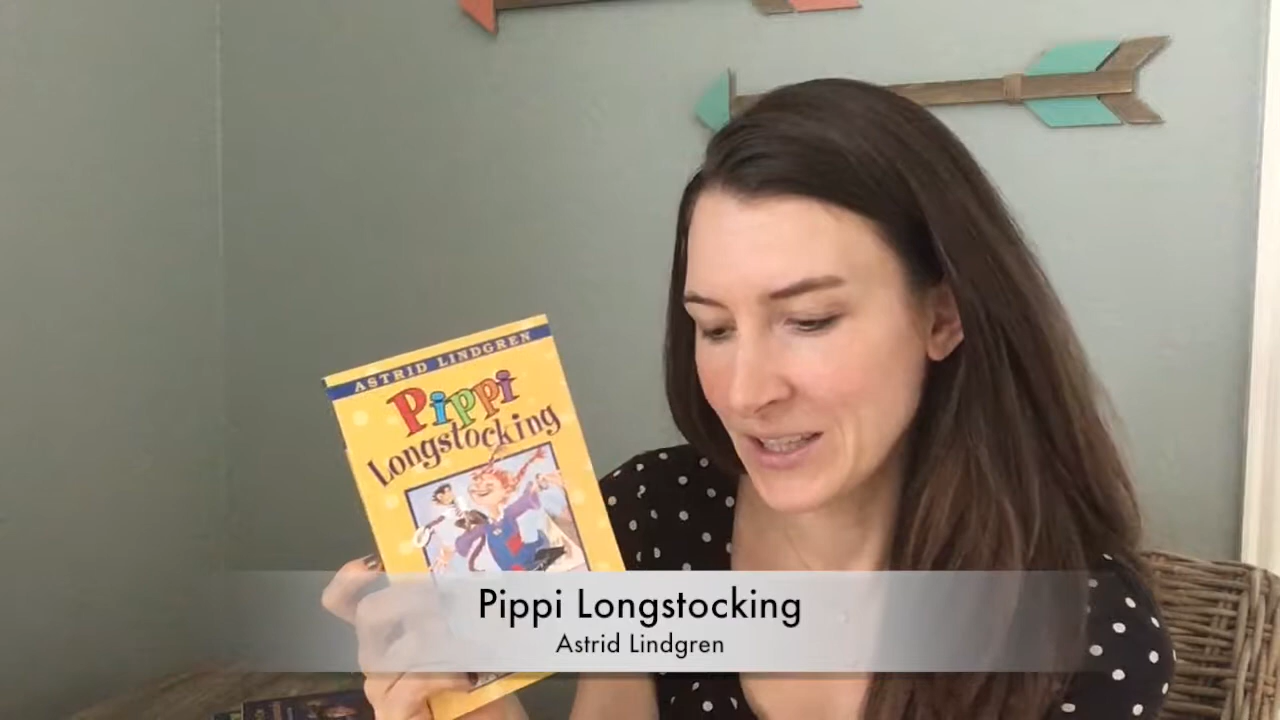 ASTRID LINDGREN
Pippi
Longstocking
Pippi Longstocking
Astrid Lindgren